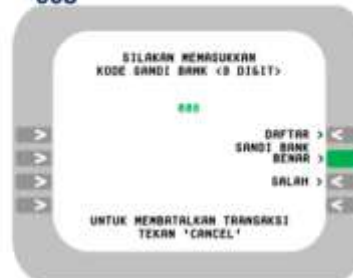 SILAKAN MEMASUKKAN
KODE SANDI BANK <3 DIGIT>
DAFTAR >
SANDI BANK
BENAR >
SALAH >
UNTUK MEMBATALKAN TRANSAKSI
TEKAN 'CANCEL'